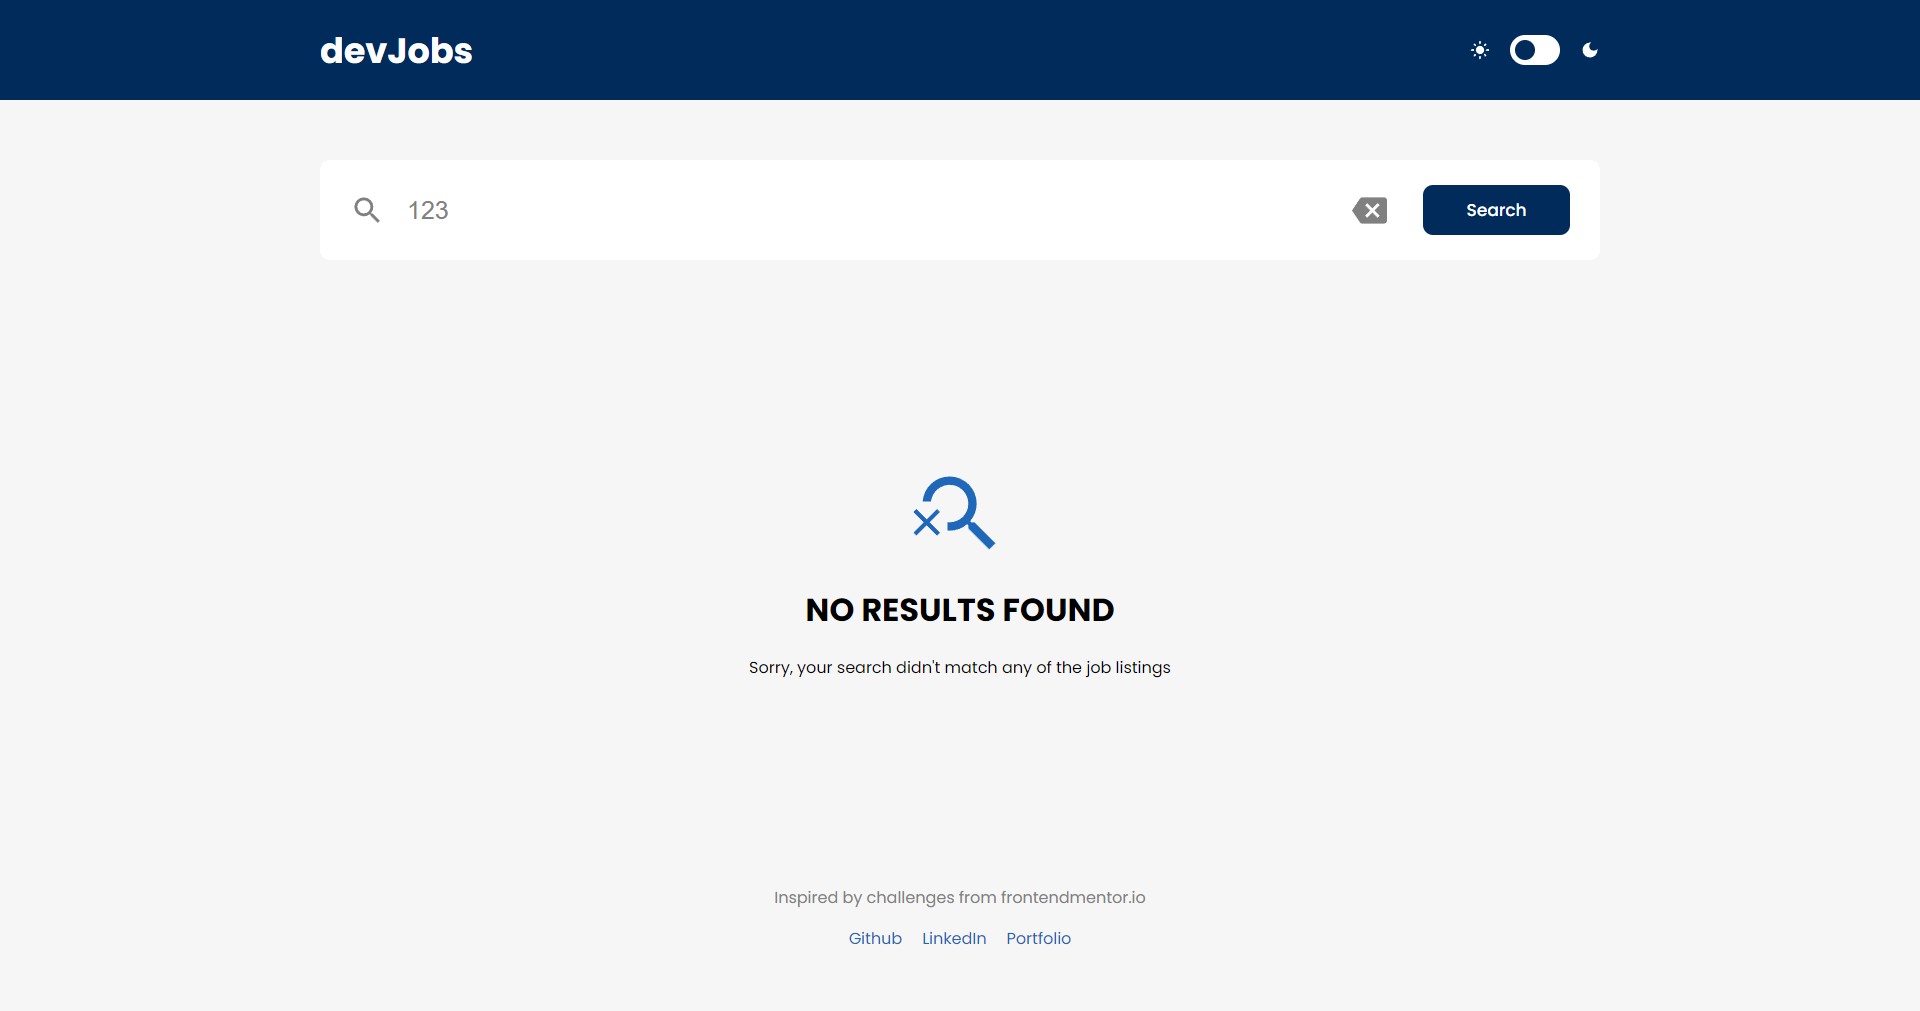 devJobs
123
Search
NO RESULTS FOUND
Sorry, your search didn't match any of the job listings
Inspired by challenges from frontendmentor.io
Github LinkedIn Portfolio